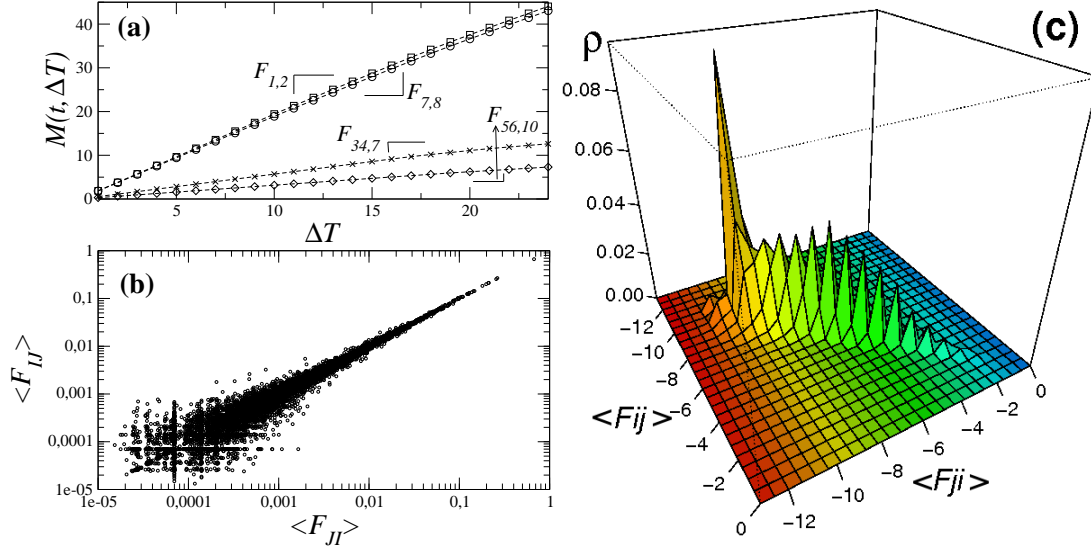 (a)
M(t,ΔT)
40
30
20
10
0
F1,2
F7,8
F34,7
F56,10
5
10
15
20
ΔT
(b)
<FIJ>
1
0,1
0,01
0,001
0,0001
1e-05
1e-05
0,0001
0,001
0,01
0,1
1
<FJI>
(c)
ρ
0.08
0.06
0.04
0.02
0.00
−12
−10
−8
−6
−4
−2
0
<Fij>
−12
−10
−8
−6
−4
−2
0
<Fji>